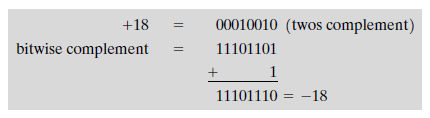 +18 = 00010010 (twos complement)
bitwise complement = 11101101
+ 1
11101110 = −18